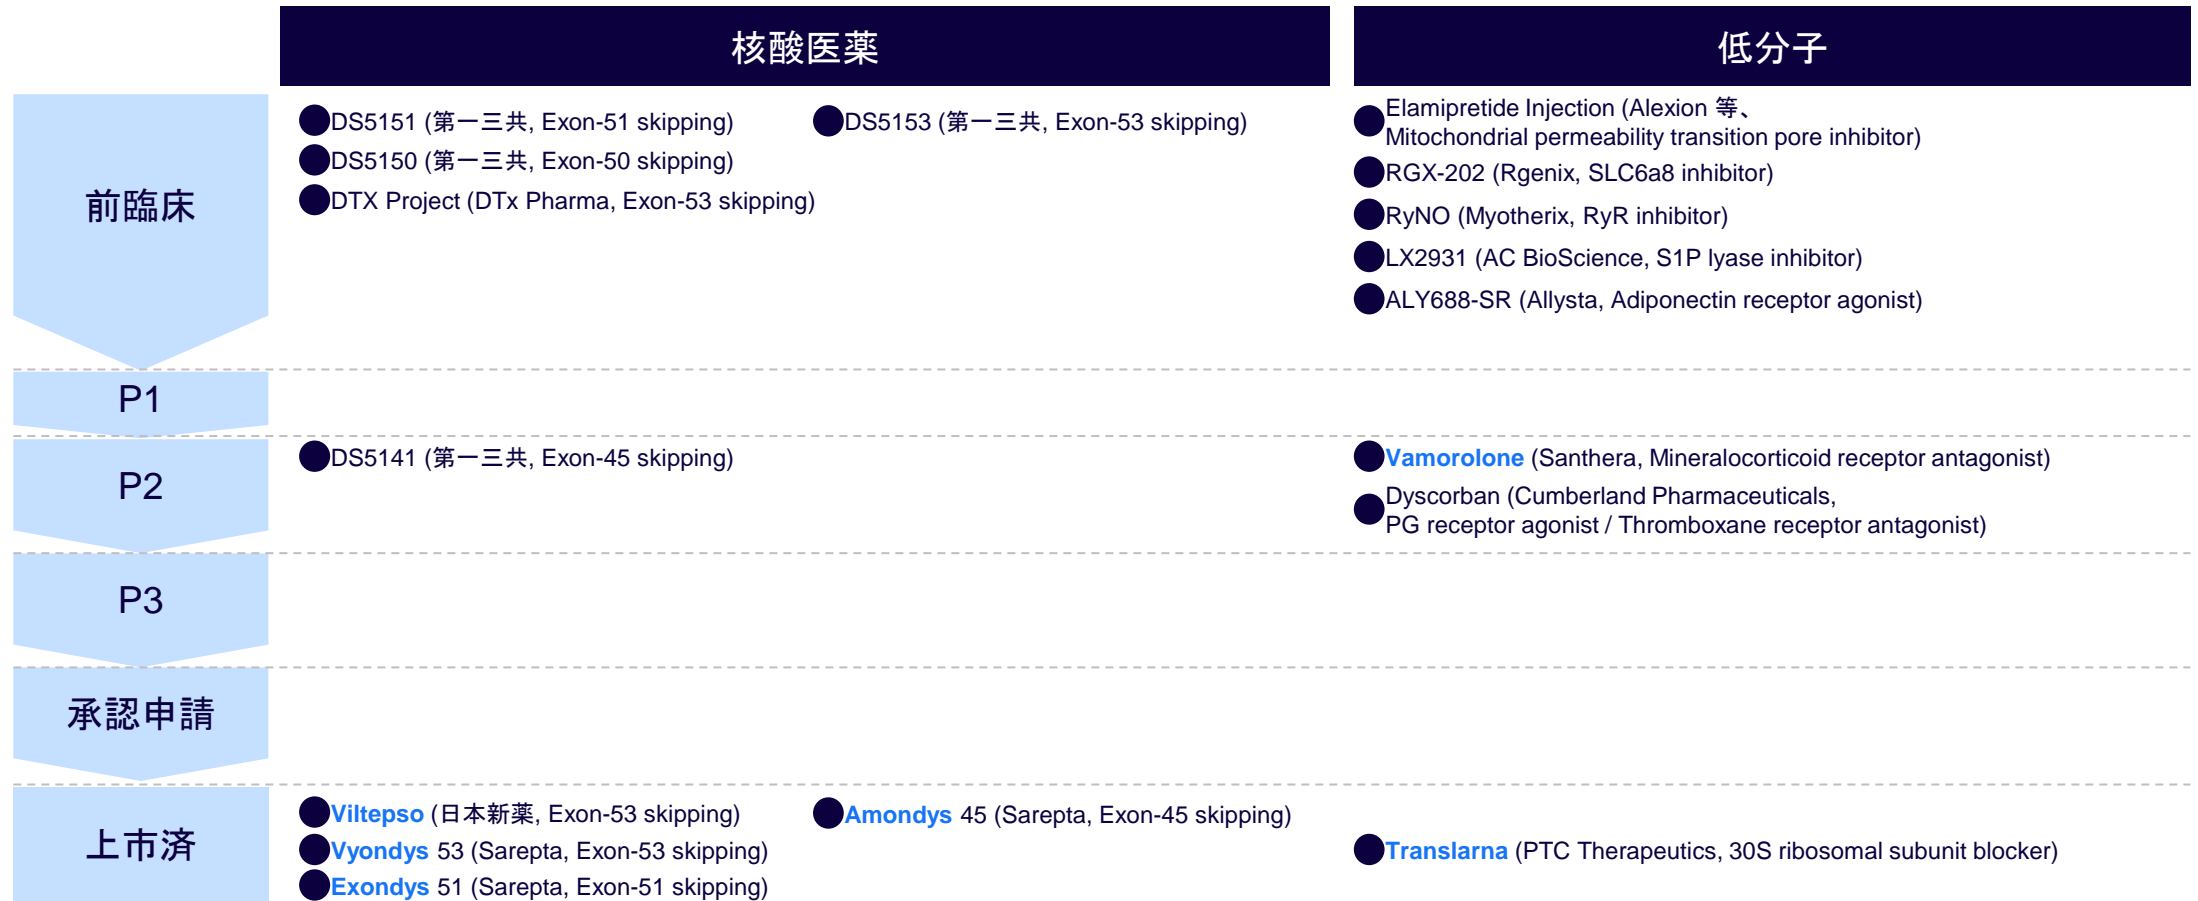 核酸医薬
低分子
前臨床
DS5151 (第一三共, Exon-51 skipping)
DS5153 (第一三共, Exon-53 skipping)
DS5150 (第一三共, Exon-50 skipping)
DTX Project (DTx Pharma, Exon-53 skipping)
Elamipretide Injection (Alexion 等、
Mitochondrial permeability transition pore inhibitor)
RGX-202 (Rgenix, SLC6a8 inhibitor)
RyNO (Myotherix, RyR inhibitor)
LX2931 (AC BioScience, S1P lyase inhibitor)
ALY688-SR (Allysta, Adiponectin receptor agonist)
P1
P2
DS5141 (第一三共, Exon-45 skipping)
Vamorolone (Santhera, Mineralocorticoid receptor antagonist)
Dyscorban (Cumberland Pharmaceuticals,
PG receptor agonist / Thromboxane receptor antagonist)
P3
承認申請
上市済
Viltepso (日本新薬, Exon-53 skipping)
Amondys 45 (Sarepta, Exon-45 skipping)
Vyondys 53 (Sarepta, Exon-53 skipping)
Exondys 51 (Sarepta, Exon-51 skipping)
Translarna (PTC Therapeutics, 30S ribosomal subunit blocker)